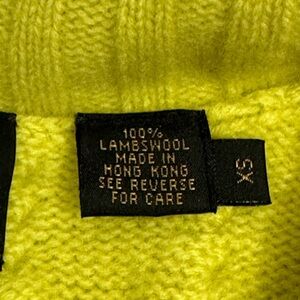 100%
LAMBSWOOL
MADE IN
HONG KONG
SEE REVERSE
FOR CARE
XS